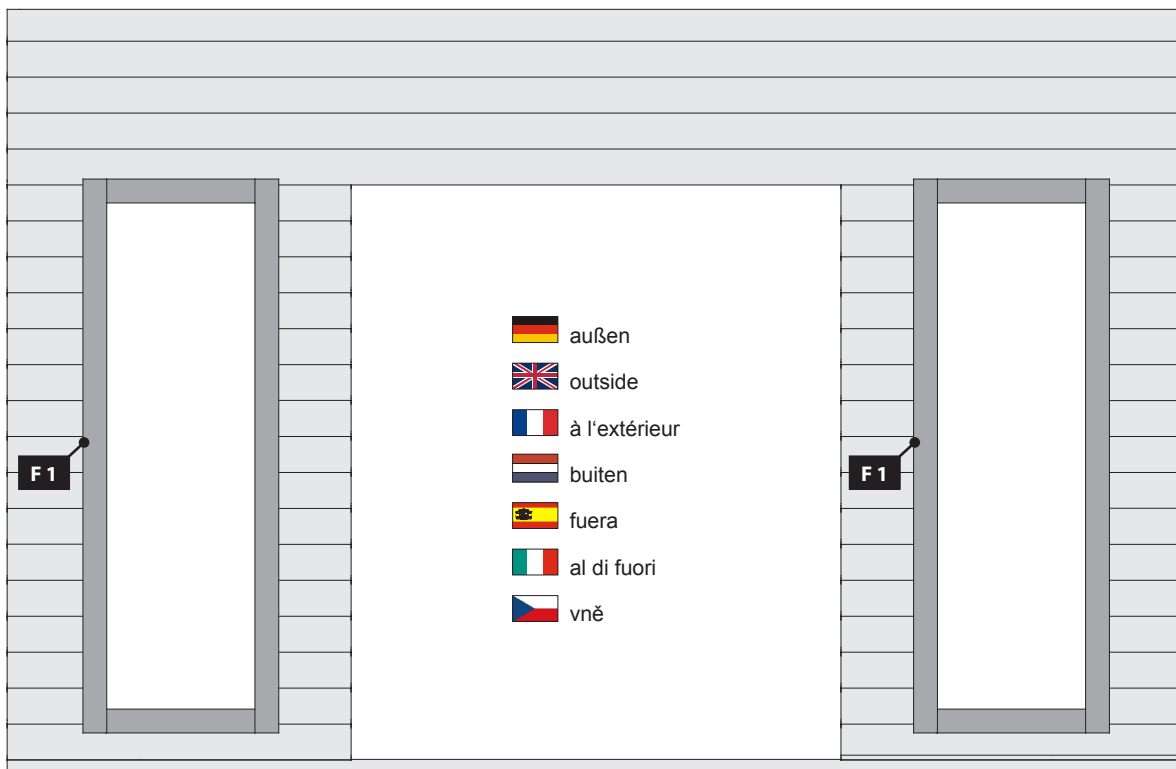 außen
outside
à l‘extérieur
buiten
fuera
al di fuori
vně
F 1
F 1